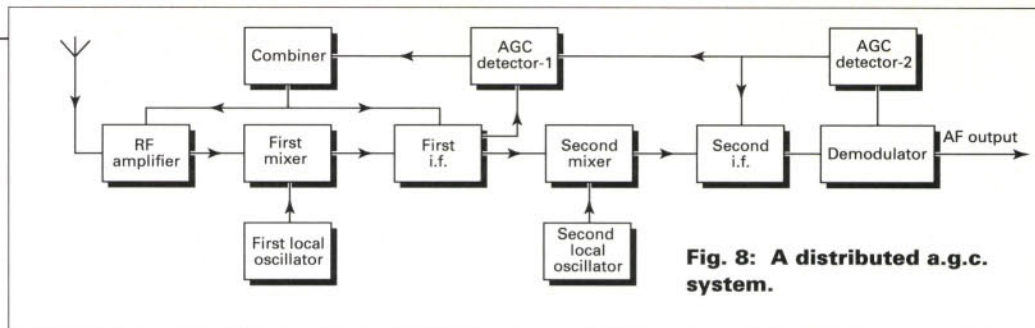 Combiner
AGC
detector-1
AGC
detector-2
RF
amplifier
First
mixer
First
i.f.
Second
mixer
Second
i.f.
Demodulator
AF output
First local
oscillator
Second
local
oscillator
Fig. 8: A distributed a.g.c.
system.